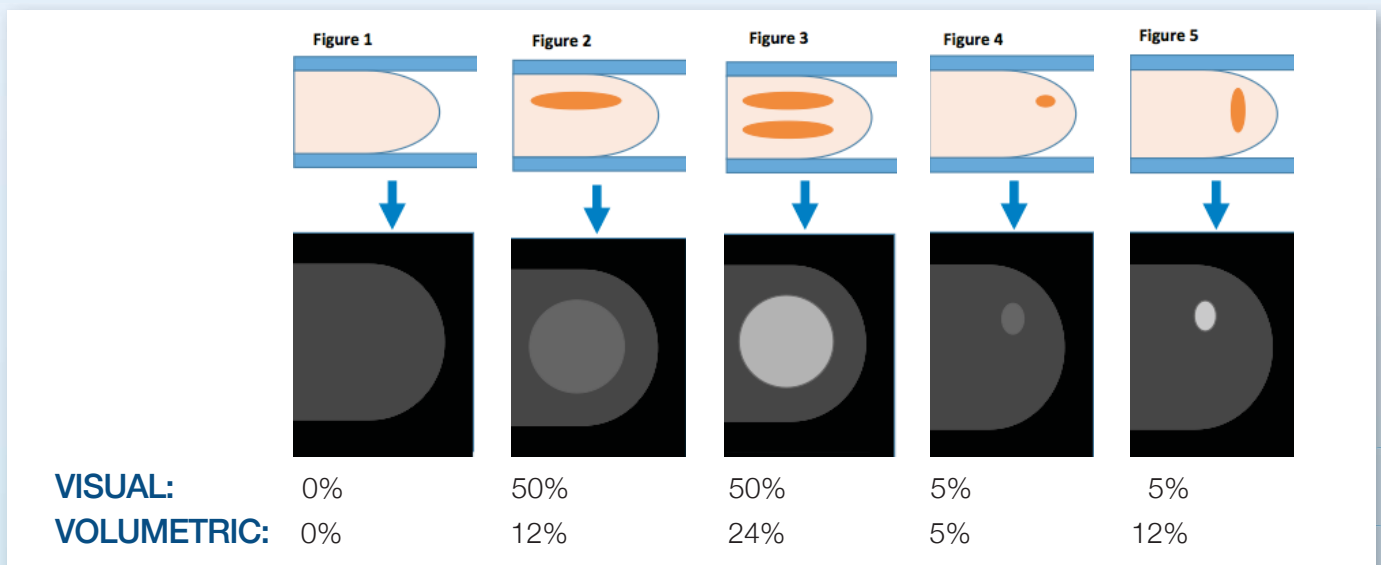 Figure 1 Figure 2 Figure 3 Figure 4 Figure 5
VISUAL: 0% 50% 50% 5% 5%
VOLUMETRIC: 0% 12% 24% 5% 12%